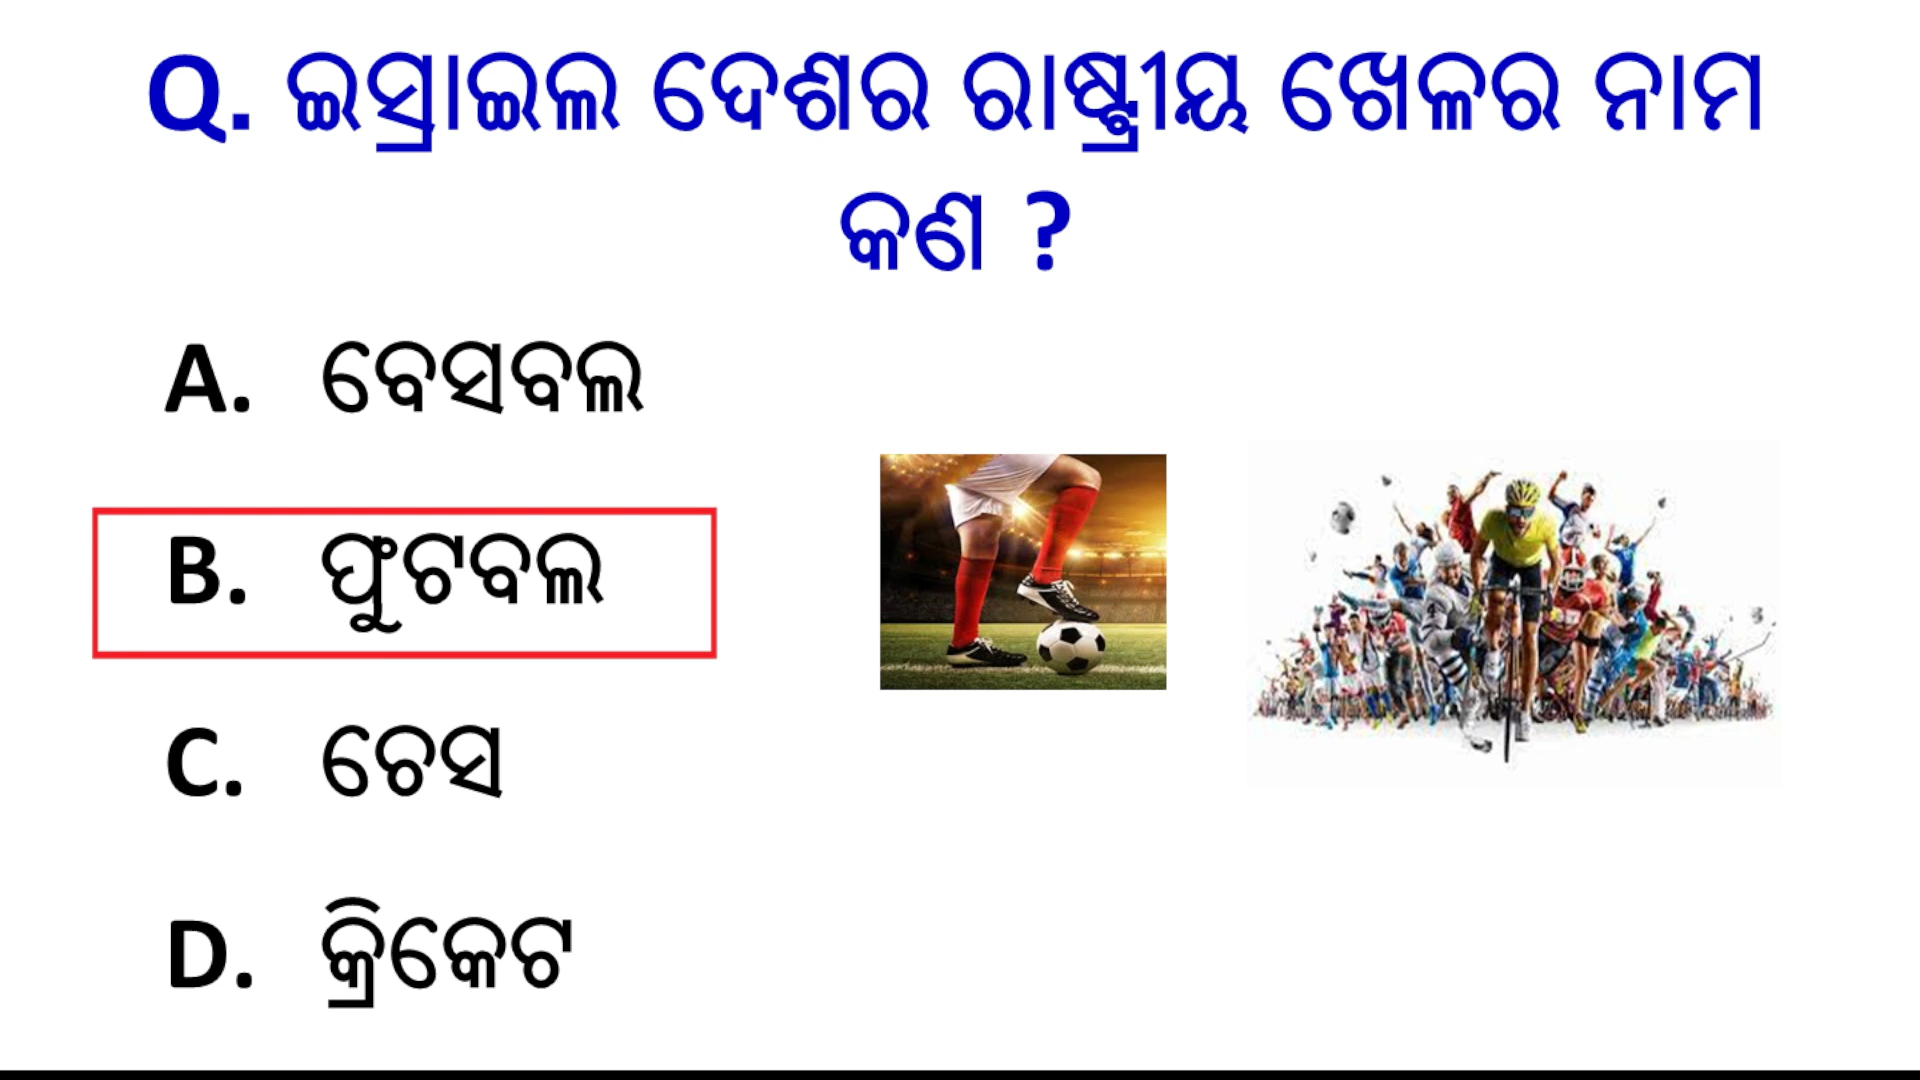 Q. ଇସ୍ରାଇଲ ଦେଶର ରାଷ୍ଟ୍ରୀୟ ଖେଳର ନାମ
କଣ ?
A. ବେସବଲ
B. ଫୁଟବଲ
C. ଚେସ
D. କ୍ରିକେଟ